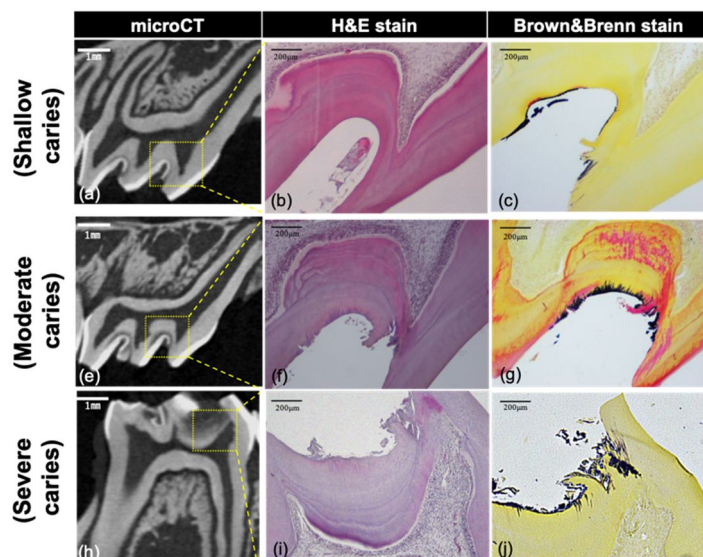 microCT
H&E stain
Brown&Brenn stain
(Shallow
caries)
1mm
(a)
200μm
(b)
200μm
(c)
(Moderate
caries)
1mm
(e)
200μm
(f)
200μm
(g)
(Severe
caries)
1mm
(h)
200μm
(i)
200μm
(j)